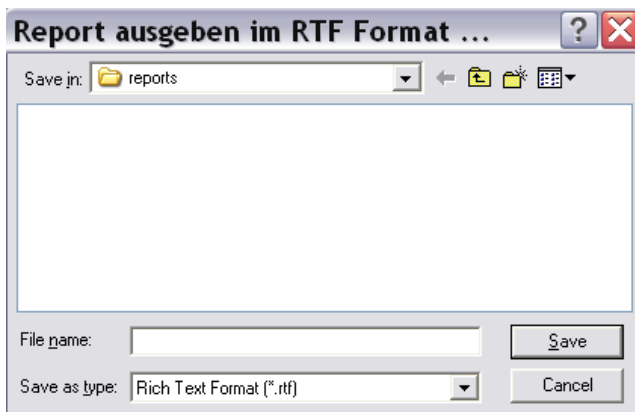 Report ausgeben im RTF Format ... ?
Save in: reports
File name: Save
Save as type: Rich Text Format (*.rtf) Cancel